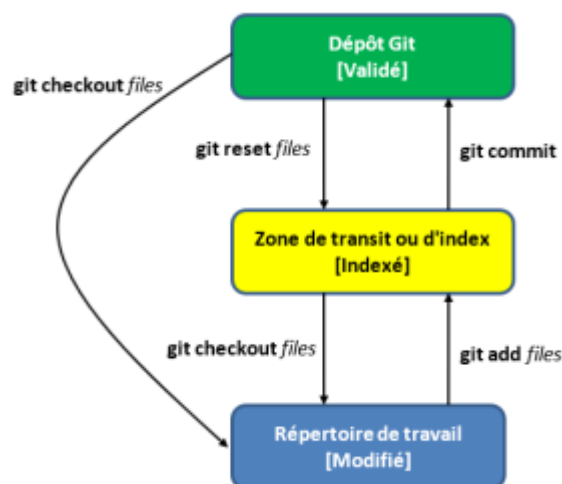 Dépôt Git
[Validé]
git checkout files
git reset files
git commit
Zone de transit ou d'index
[Indexé]
git checkout files
git add files
Répertoire de travail
[Modifié]